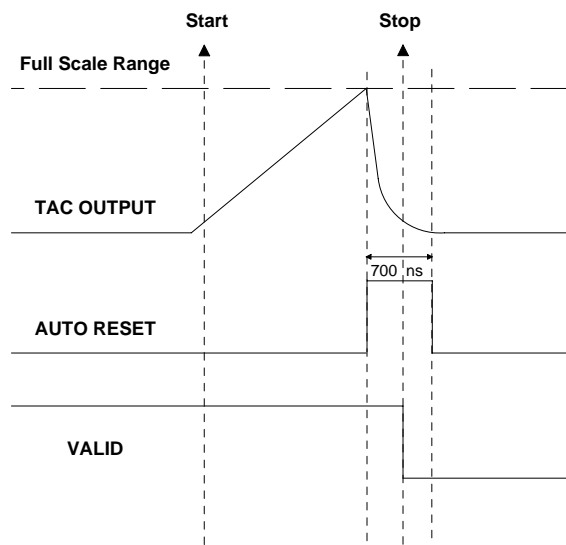 Start Stop
Full Scale Range
TAC OUTPUT
700 ns
AUTO RESET
VALID